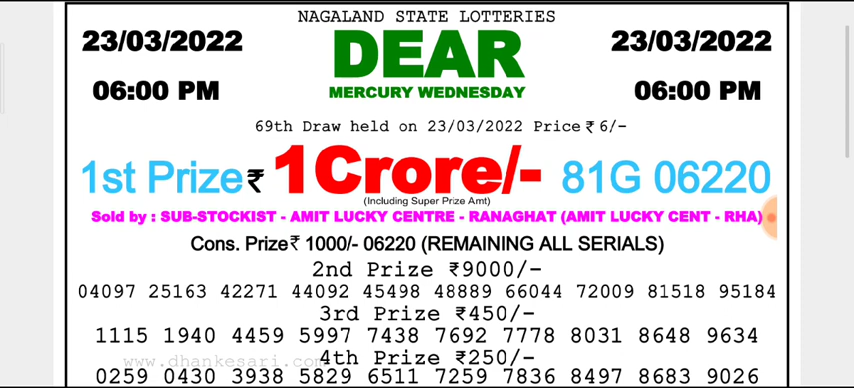 NAGALAND STATE LOTTERIES
23/03/2022 DEAR 23/03/2022
06:00 PM MERCURY WEDNESDAY 06:00 PM
69th Draw held on 23/03/2022 Price ₹ 6/-
1st Prize ₹ 1Crore/- 81G 06220
(Including Super Prize Amt)
Sold by : SUB-STOCKIST - AMIT LUCKY CENTRE - RANAGHAT (AMIT LUCKY CENT - RHA)
Cons. Prize ₹ 1000/- 06220 (REMAINING ALL SERIALS)
2nd Prize ₹9000/-
04097 25163 42271 44092 45498 48889 66044 72009 81518 95184
3rd Prize ₹450/-
1115 1940 4459 5997 7438 7692 7778 8031 8648 9634
www.dhankesari.com
4th Prize ₹250/-
0259 0430 3938 5829 6511 7259 7836 8497 8683 9026